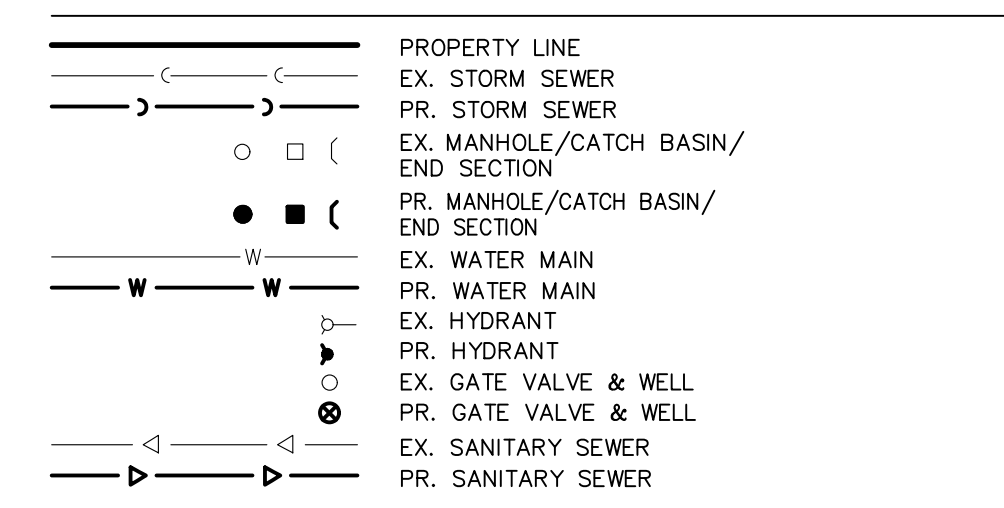 PROPERTY LINE
EX. STORM SEWER
PR. STORM SEWER
EX. MANHOLE/CATCH BASIN/
END SECTION
PR. MANHOLE/CATCH BASIN/
END SECTION
W EX. WATER MAIN
W W PR. WATER MAIN
EX. HYDRANT
PR. HYDRANT
EX. GATE VALVE & WELL
PR. GATE VALVE & WELL
EX. SANITARY SEWER
PR. SANITARY SEWER